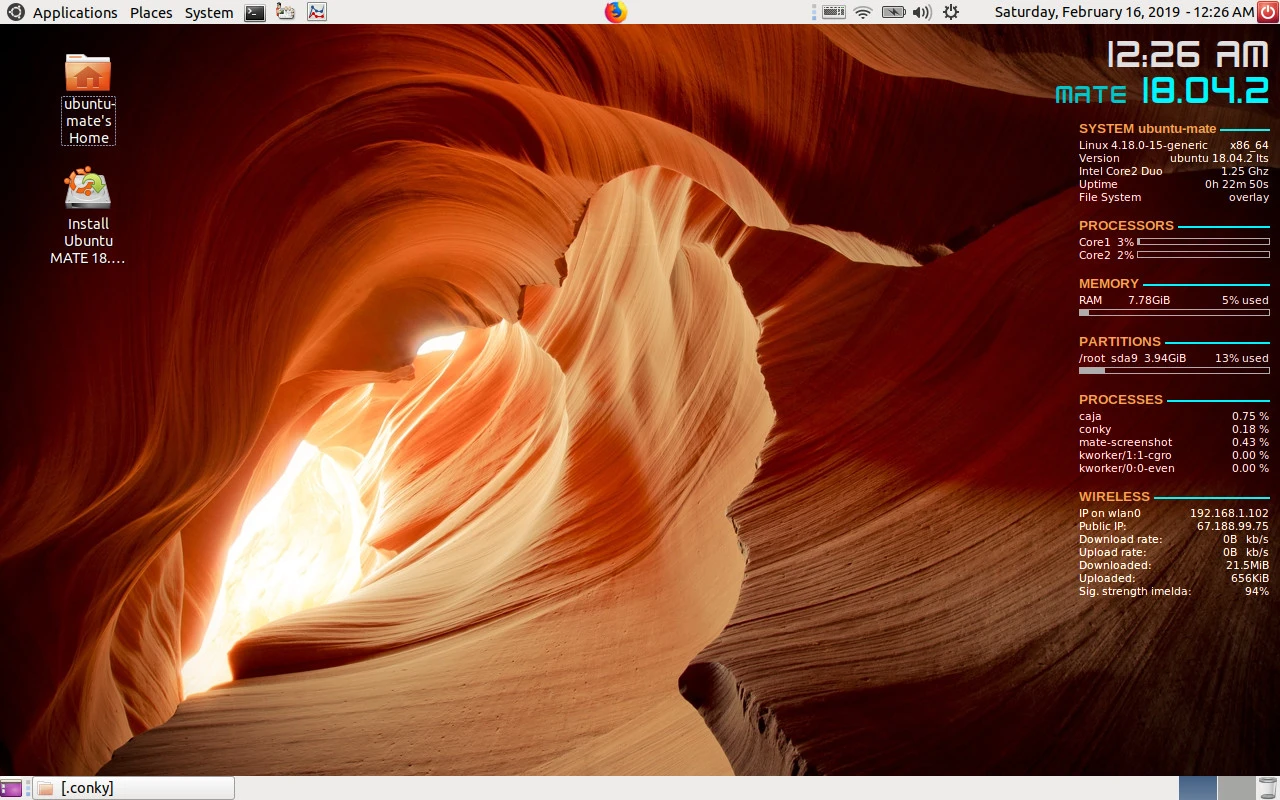 Applications Places System
Saturday, February 16, 2019 - 12:26 AM
ubuntu-
mate's
Home
Install
Ubuntu
MATE 18....
12:26 AM
MATE 18.04.2
SYSTEM ubuntu-mate
Linux 4.18.0-15-generic x86_64
Version ubuntu 18.04.2 lts
Intel Core2 Duo 1.25 Ghz
Uptime 0h 22m 50s
File System overlay
PROCESSORS
Core1 3%
Core2 2%
MEMORY
RAM 7.78GiB 5% used
PARTITIONS
/root sda9 3.94GiB 13% used
PROCESSES
caja 0.75 %
conky 0.18 %
mate-screenshot 0.43 %
kworker/1:1-cgro 0.00 %
kworker/0:0-even 0.00 %
WIRELESS
IP on wlan0 192.168.1.102
Public IP: 67.188.99.75
Download rate: 0B kb/s
Upload rate: 0B kb/s
Downloaded: 21.5MiB
Uploaded: 656KiB
Sig. strength imelda: 94%
[.conky]